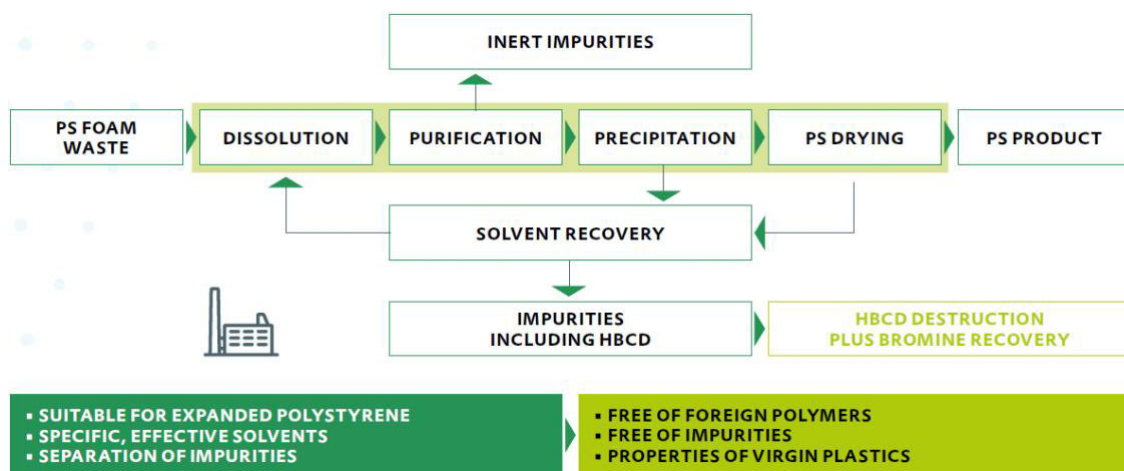 INERT IMPURITIES
PS FOAM
WASTE
DISSOLUTION
PURIFICATION
PRECIPITATION
PS DRYING
PS PRODUCT
SOLVENT RECOVERY
IMPURITIES
INCLUDING HBCD
HBCD DESTRUCTION
PLUS BROMINE RECOVERY
▪ SUITABLE FOR EXPANDED POLYSTYRENE
▪ SPECIFIC, EFFECTIVE SOLVENTS
▪ SEPARATION OF IMPURITIES
▪ FREE OF FOREIGN POLYMERS
▪ FREE OF IMPURITIES
▪ PROPERTIES OF VIRGIN PLASTICS